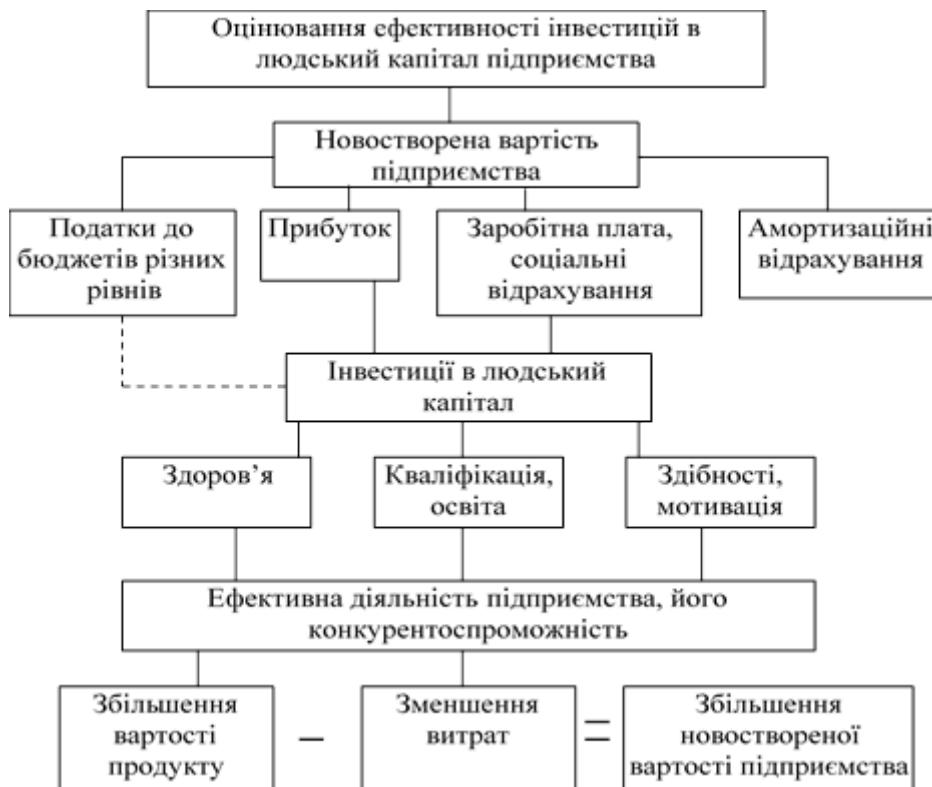 Оцінювання ефективності інвестицій в
людський капітал підприємства
Новостворена вартість
підприємства
Податки до
бюджетів різних
рівнів
Прибуток
Заробітна плата,
соціальні
відрахування
Амортизаційні
відрахування
Інвестиції в людський
капітал
Здоров’я
Кваліфікація,
освіта
Здібності,
мотивація
Ефективна діяльність підприємства, його
конкурентоспроможність
Збільшення
вартості
продукту
–
Зменшення
витрат
=
Збільшення
новоствореної
вартості підприємства